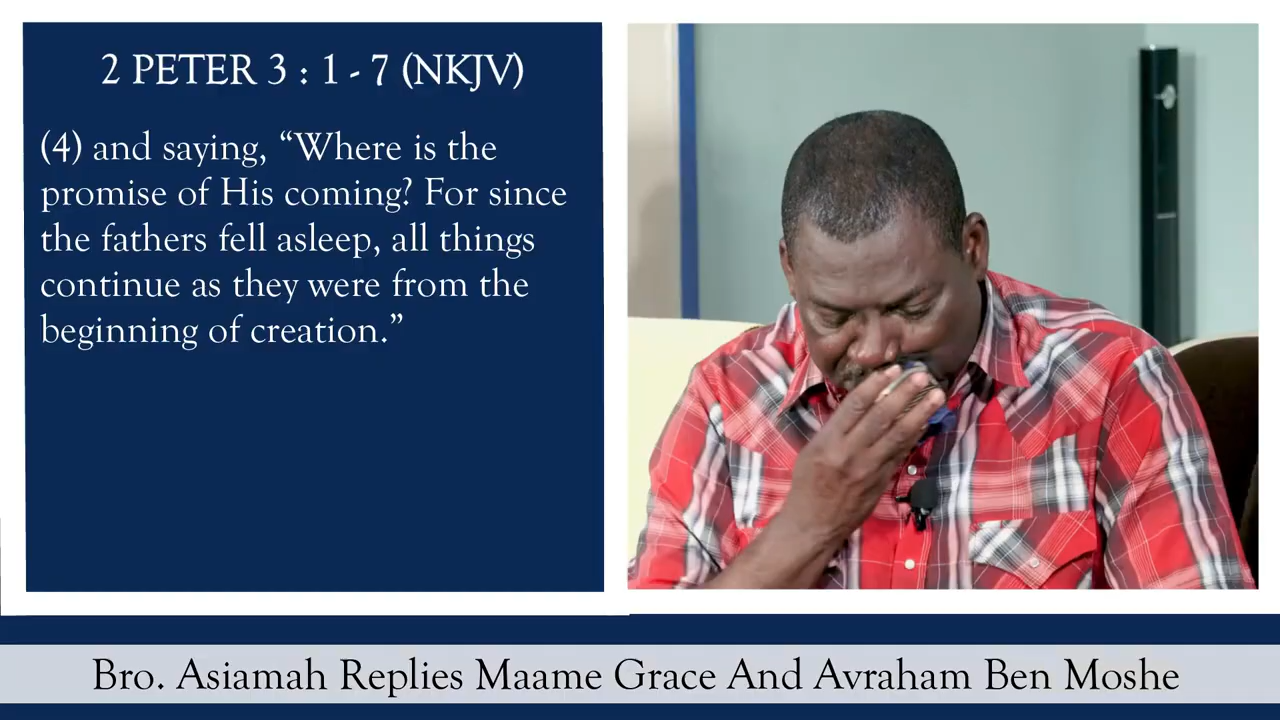 2 PETER 3 : 1 - 7 (NKJV)
(4) and saying, “Where is the
promise of His coming? For since
the fathers fell asleep, all things
continue as they were from the
beginning of creation.”
Bro. Asiamah Replies Maame Grace And Avraham Ben Moshe